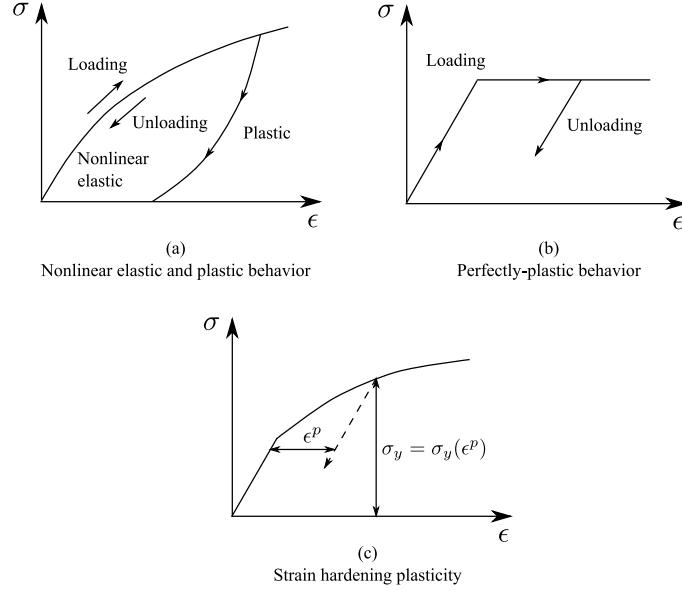 σ
Loading
Unloading
Nonlinear
elastic
Plastic
ϵ
(a)
Nonlinear elastic and plastic behavior
σ
Loading
Unloading
ϵ
(b)
Perfectly-plastic behavior
σ
ϵ^p
σ_y = σ_y(ϵ^p)
ϵ
(c)
Strain hardening plasticity